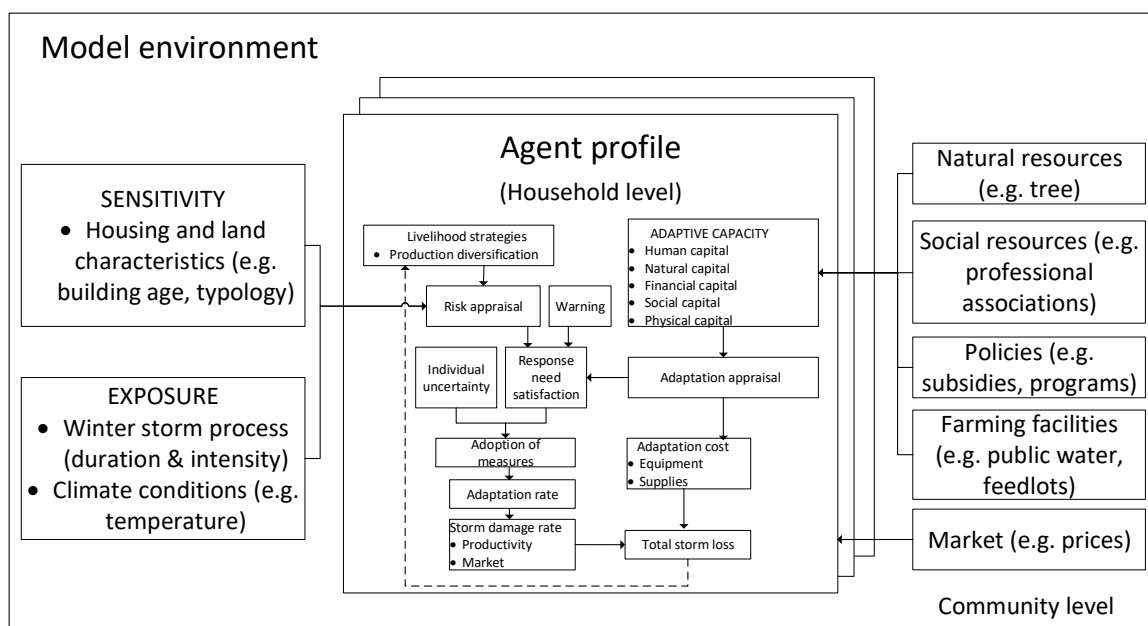 Model environment
SENSITIVITY
• Housing and land
characteristics (e.g.
building age, typology)
EXPOSURE
• Winter storm process
(duration & intensity)
• Climate conditions (e.g.
temperature)
Agent profile
(Household level)
Livelihood strategies
• Production diversification
ADAPTIVE CAPACITY
• Human capital
• Natural capital
• Financial capital
• Social capital
• Physical capital
Risk appraisal
Warning
Individual
uncertainty
Response
need
satisfaction
Adaptation appraisal
Adoption of
measures
Adaptation cost
• Equipment
• Supplies
Adaptation rate
Storm damage rate
• Productivity
• Market
Total storm loss
Natural resources
(e.g. tree)
Social resources (e.g.
professional
associations)
Policies (e.g.
subsidies, programs)
Farming facilities
(e.g. public water,
feedlots)
Market (e.g. prices)
Community level